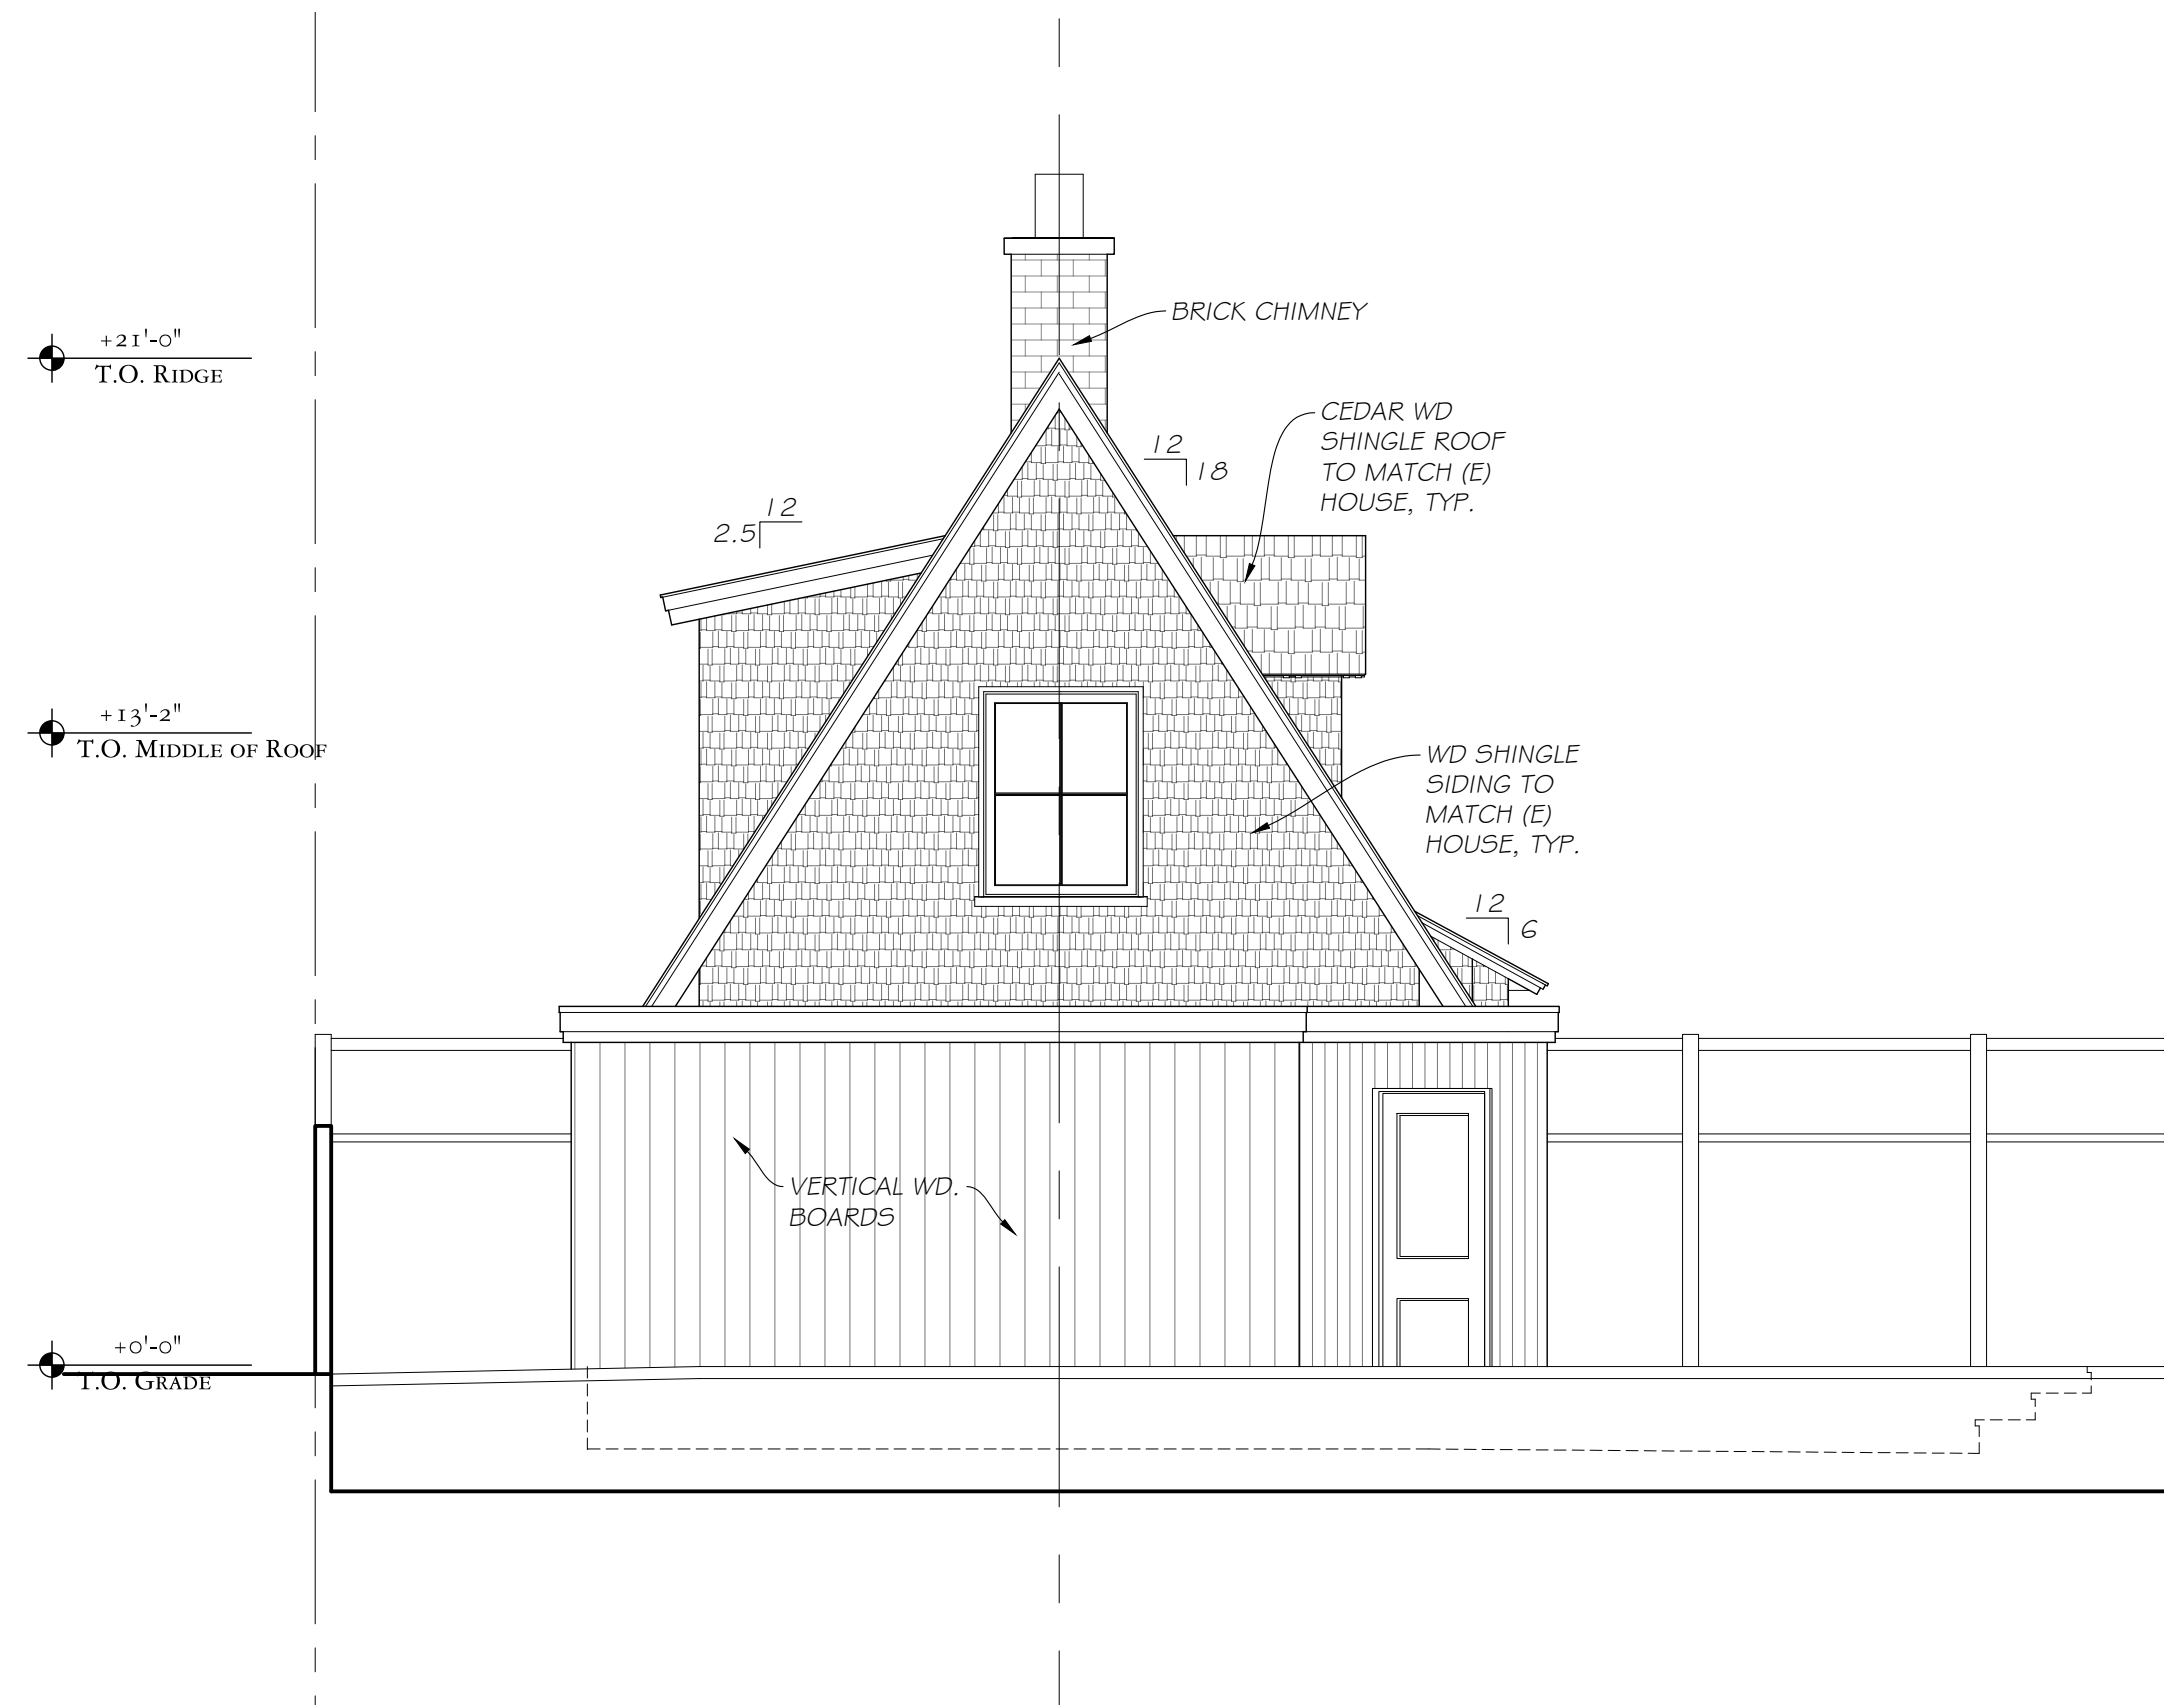 +21'-0"
T.O. RIDGE
BRICK CHIMNEY
CEDAR WD
SHINGLE ROOF
TO MATCH (E)
HOUSE, TYP.
12
18
12
2.5
+13'-2"
T.O. MIDDLE OF ROOF
WD SHINGLE
SIDING TO
MATCH (E)
HOUSE, TYP.
12
6
VERTICAL WD.
BOARDS
+0'-0"
T.O. GRADE